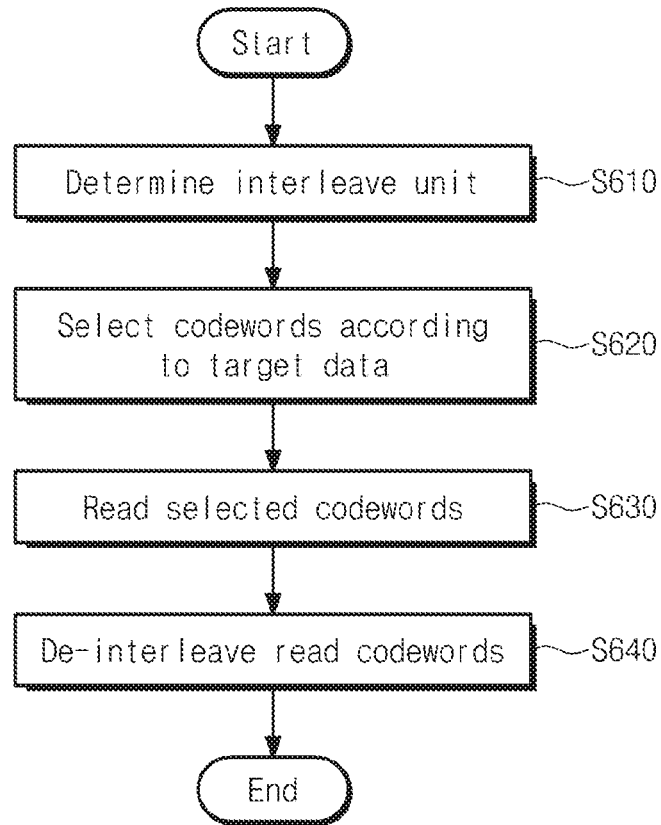 Start
Determine interleave unit
S610
Select codewords according
to target data
S620
Read selected codewords
S630
De-interleave read codewords
S640
End